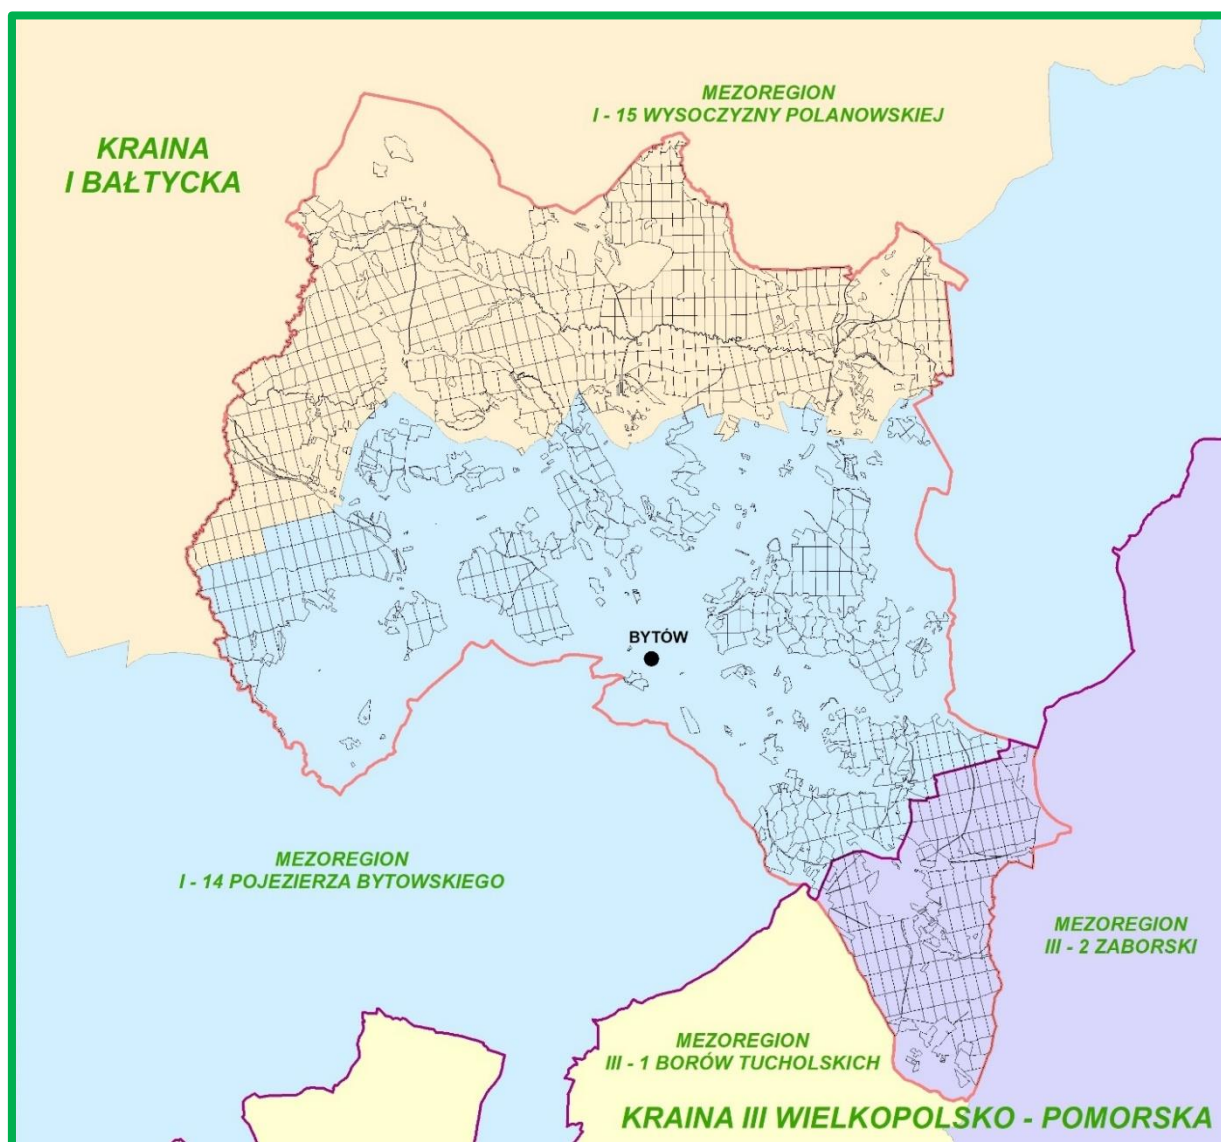 MEZOREGION
I - 15 WYSOCZYZNY POLANOWSKIEJ
KRAINA
I BAŁTYCKA
BYTÓW
MEZOREGION
I - 14 POJEZIERZA BYTOWSKIEGO
MEZOREGION
III - 2 ZABORSKI
MEZOREGION
III - 1 BORÓW TUCHOLSKICH
KRAINA III WIELKOPOLSKO - POMORSKA